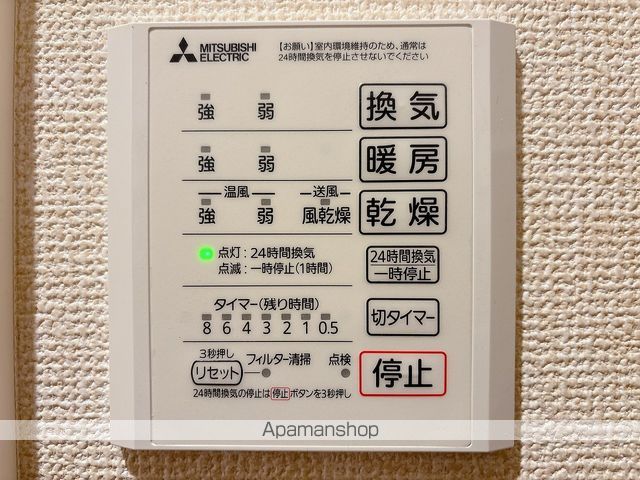 MITSUBISHI
ELECTRIC
【お願い】室内環境維持のため、通常は
24時間換気を停止させないでください
強 弱 換気
強 弱 暖房
温風 送風
強 弱 風乾燥 乾燥
点灯：24時間換気
点滅：一時停止(1時間)
24時間換気
一時停止
タイマー(残り時間)
8 6 4 3 2 1 0.5
切タイマー
3秒押し
リセット フィルター清掃 点検
停止
24時間換気の停止は停止ボタンを3秒押し
Apamanshop